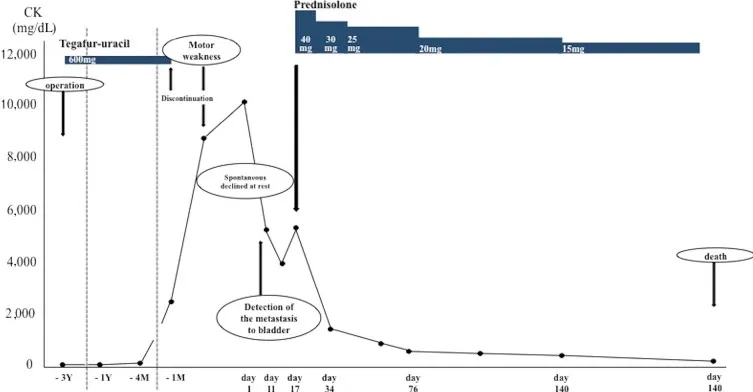 CK
(mg/dL)
Prednisolone
Tegafur-uracil
Motor
weakness
40
mg
30
mg
25
mg
20mg
15mg
600mg
12,000
operation
Discontinuation
10,000
8,000
Spontaneous
declined at rest
6,000
4,000
death
Detection of
the metastasis
to bladder
2,000
0
- 3Y
- 1Y
- 4M
- 1M
day
1
day
11
day
17
day
34
day
76
day
140
day
140